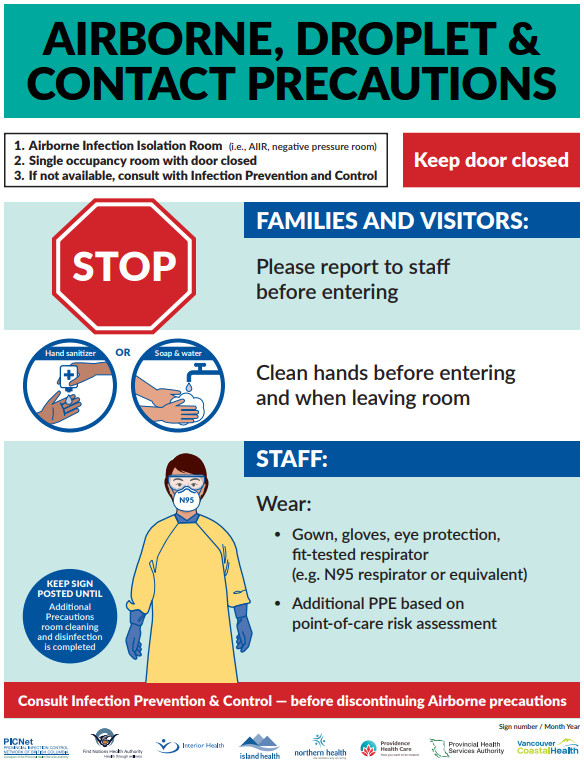 AIRBORNE, DROPLET &
CONTACT PRECAUTIONS
1. Airborne Infection Isolation Room (i.e., AIIR, negative pressure room)
2. Single occupancy room with door closed
3. If not available, consult with Infection Prevention and Control
Keep door closed
STOP
FAMILIES AND VISITORS:
Please report to staff
before entering
Hand sanitizer
OR
Soap & water
Clean hands before entering
and when leaving room
STAFF:
N95
Wear:
• Gown, gloves, eye protection,
fit-tested respirator
(e.g. N95 respirator or equivalent)
• Additional PPE based on
point-of-care risk assessment
KEEP SIGN
POSTED UNTIL
Additional
Precautions
room cleaning
and disinfection
is completed
Consult Infection Prevention & Control — before discontinuing Airborne precautions
Sign number / Month Year
PICNet
PROVINCIAL INFECTION CONTROL
NETWORK OF BRITISH COLUMBIA
First Nations Health Authority
Health through wellness
Interior Health
island health
northern health
Providence
Health Care
Provincial Health
Services Authority
Vancouver
CoastalHealth